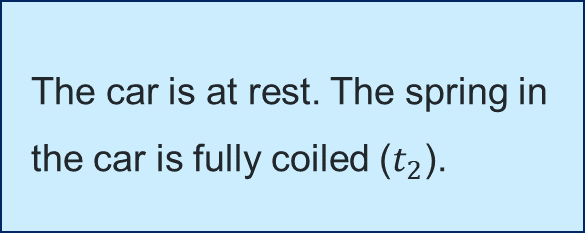 The car is at rest. The spring in
the car is fully coiled (t₂).